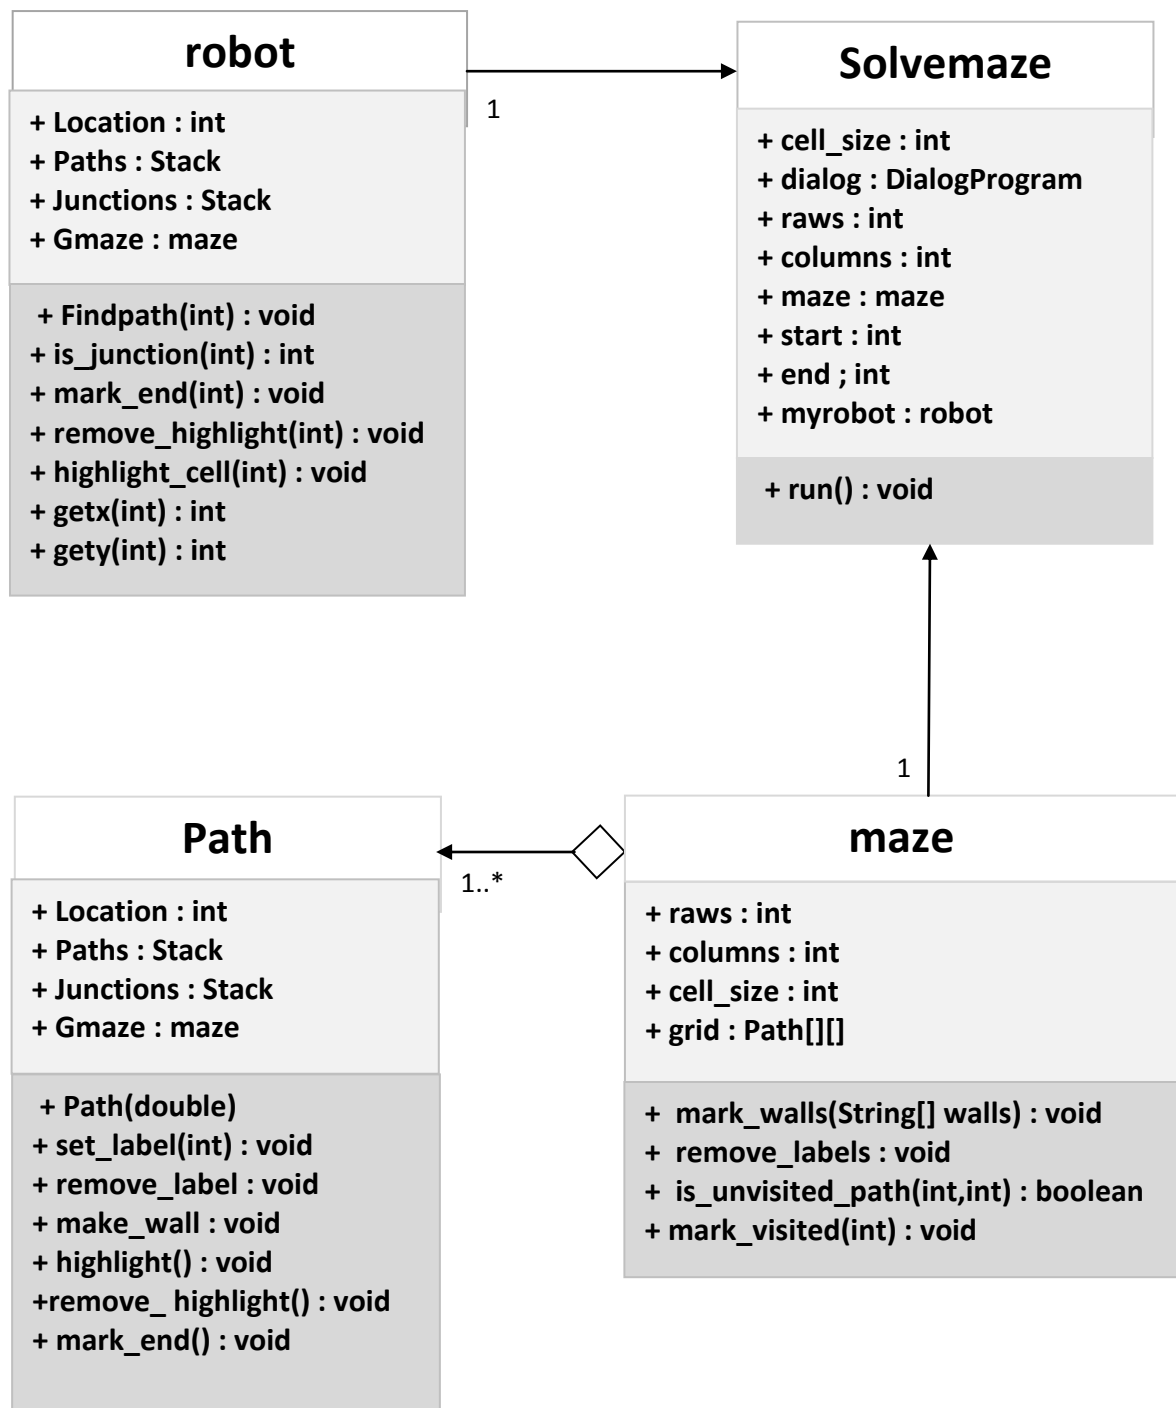 robot
+ Location : int
+ Paths : Stack
+ Junctions : Stack
+ Gmaze : maze
+ Findpath(int) : void
+ is_junction(int) : int
+ mark_end(int) : void
+ remove_highlight(int) : void
+ highlight_cell(int) : void
+ getx(int) : int
+ gety(int) : int
1
Solvemaze
+ cell_size : int
+ dialog : DialogProgram
+ raws : int
+ columns : int
+ maze : maze
+ start : int
+ end ; int
+ myrobot : robot
+ run() : void
1
Path
+ Location : int
+ Paths : Stack
+ Junctions : Stack
+ Gmaze : maze
+ Path(double)
+ set_label(int) : void
+ remove_label : void
+ make_wall : void
+ highlight() : void
+remove_ highlight() : void
+ mark_end() : void
1..*
maze
+ raws : int
+ columns : int
+ cell_size : int
+ grid : Path[][]
+ mark_walls(String[] walls) : void
+ remove_labels : void
+ is_unvisited_path(int,int) : boolean
+ mark_visited(int) : void